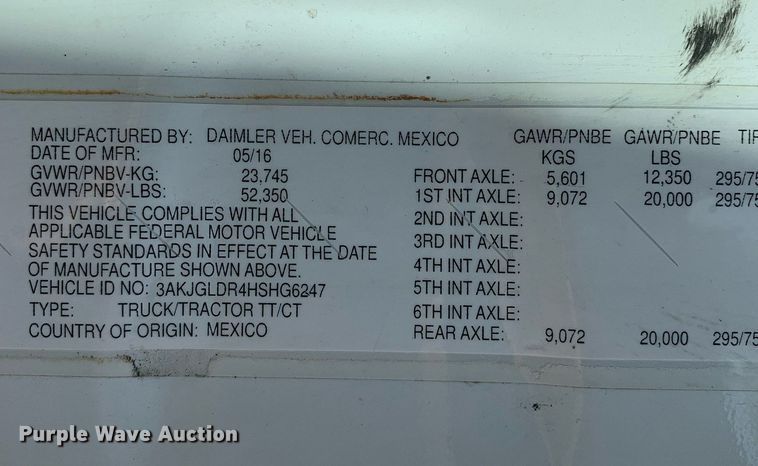 MANUFACTURED BY: DAIMLER VEH. COMERC. MEXICO
DATE OF MFR: 05/16
GVWR/PNBV-KG: 23,745
GVWR/PNBV-LBS: 52,350
THIS VEHICLE COMPLIES WITH ALL
APPLICABLE FEDERAL MOTOR VEHICLE
SAFETY STANDARDS IN EFFECT AT THE DATE
OF MANUFACTURE SHOWN ABOVE.
VEHICLE ID NO: 3AKJGLDR4HSHG6247
TYPE: TRUCK/TRACTOR TT/CT
COUNTRY OF ORIGIN: MEXICO
GAWR/PNBE GAWR/PNBE TIR
KGS LBS
FRONT AXLE: 5,601 12,350 295/75
1ST INT AXLE: 9,072 20,000 295/75
2ND INT AXLE:
3RD INT AXLE:
4TH INT AXLE:
5TH INT AXLE:
6TH INT AXLE:
REAR AXLE: 9,072 20,000 295/75
Purple Wave Auction